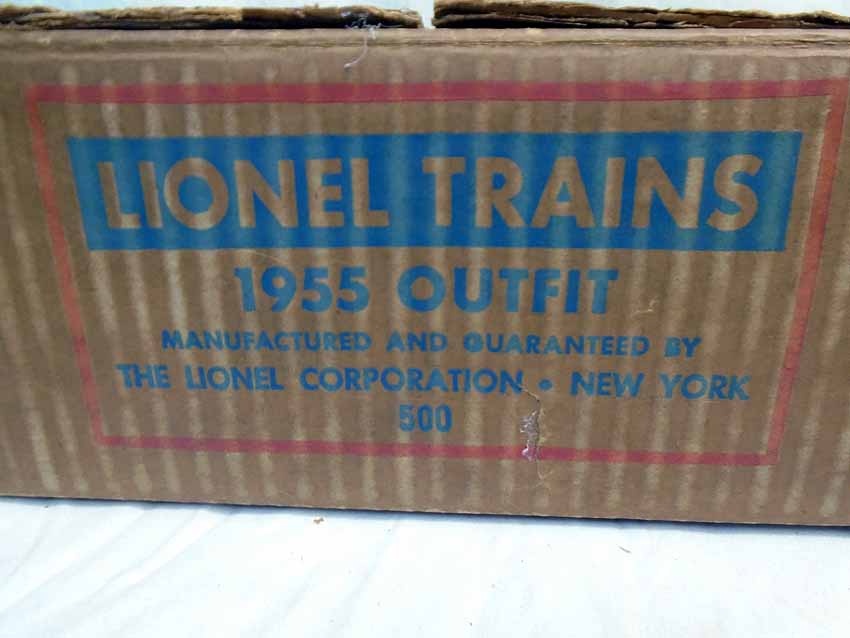 LIONEL TRAINS
1955 OUTFIT
MANUFACTURED AND GUARANTEED BY
THE LIONEL CORPORATION • NEW YORK
500